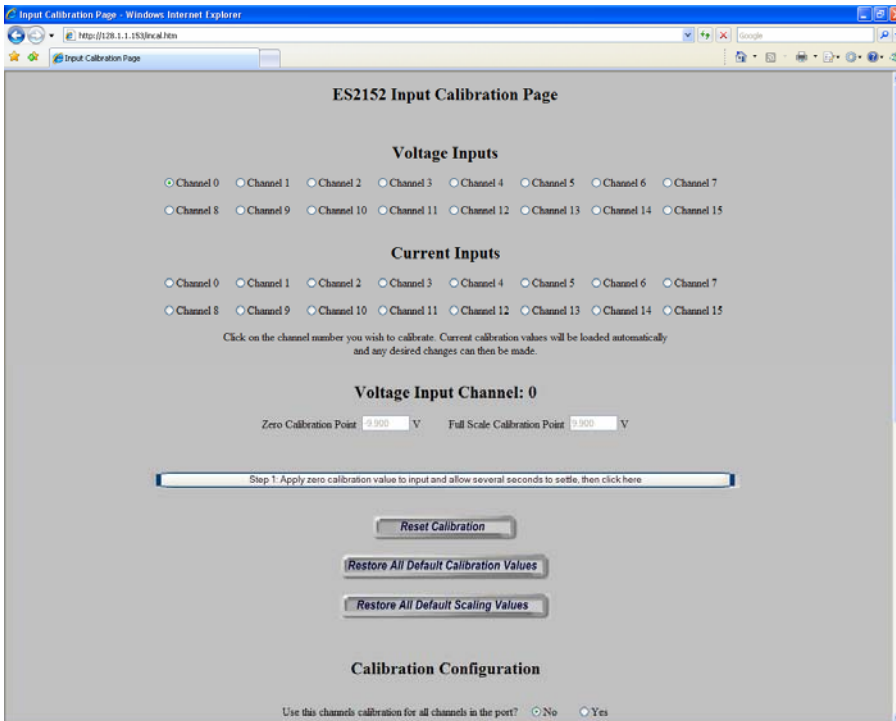 Input Calibration Page - Windows Internet Explorer
http://128.1.1.153/incal.htm
Google
Input Calibration Page
ES2152 Input Calibration Page
Voltage Inputs
Channel 0 Channel 1 Channel 2 Channel 3 Channel 4 Channel 5 Channel 6 Channel 7
Channel 8 Channel 9 Channel 10 Channel 11 Channel 12 Channel 13 Channel 14 Channel 15
Current Inputs
Channel 0 Channel 1 Channel 2 Channel 3 Channel 4 Channel 5 Channel 6 Channel 7
Channel 8 Channel 9 Channel 10 Channel 11 Channel 12 Channel 13 Channel 14 Channel 15
Click on the channel number you wish to calibrate. Current calibration values will be loaded automatically
and any desired changes can then be made.
Voltage Input Channel: 0
Zero Calibration Point -9.900 V Full Scale Calibration Point 9.900 V
Step 1: Apply zero calibration value to input and allow several seconds to settle, then click here
Reset Calibration
Restore All Default Calibration Values
Restore All Default Scaling Values
Calibration Configuration
Use this channels calibration for all channels in the port? No Yes